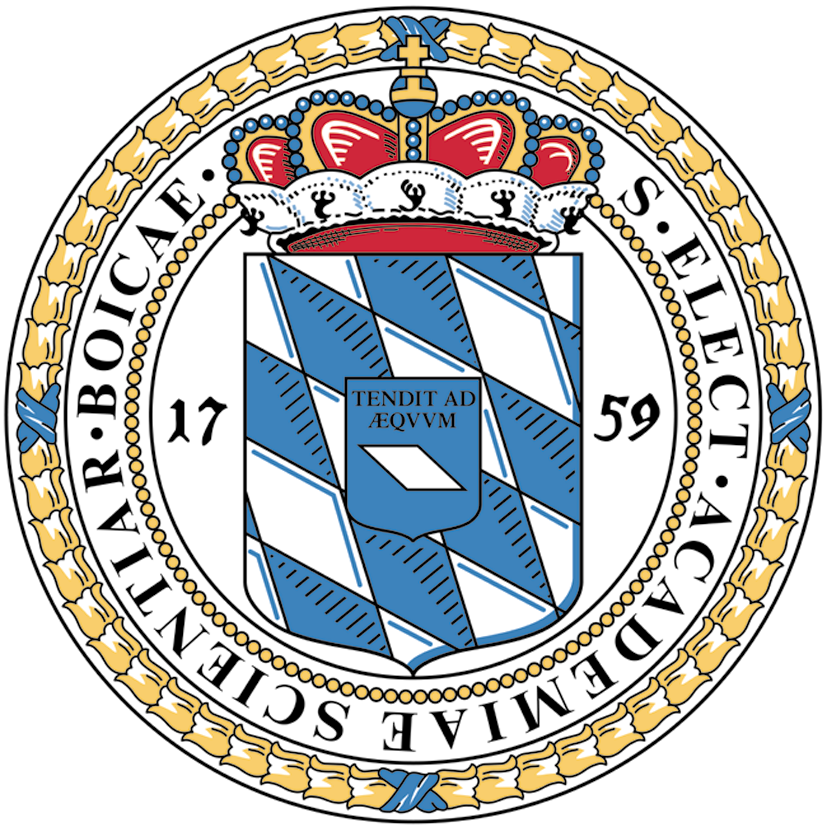 S • ELECT • ACADEMIAE SCIENTIAR • BOICAE •
17 59
TENDIT AD
ÆQVVM